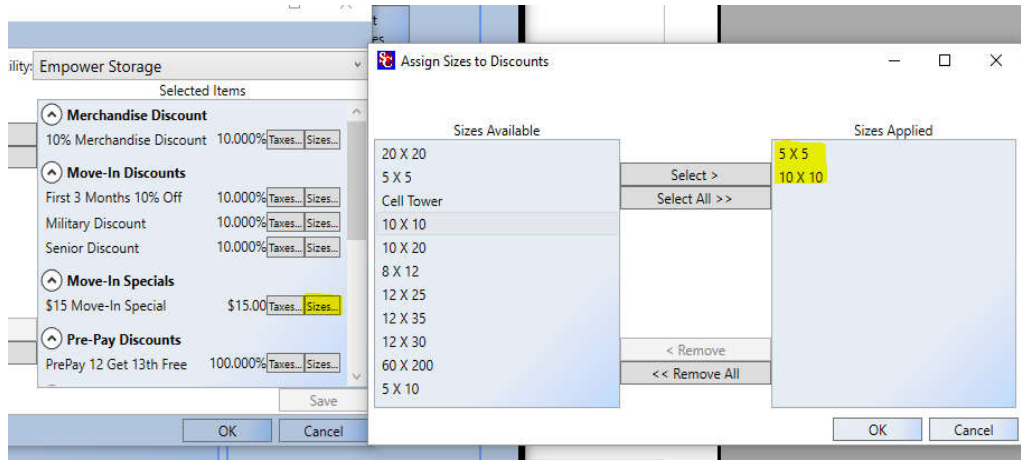 t
es
ility: Empower Storage
Selected Items
Merchandise Discount
10% Merchandise Discount 10.000% Taxes... Sizes...
Move-In Discounts
First 3 Months 10% Off 10.000% Taxes... Sizes...
Military Discount 10.000% Taxes... Sizes...
Senior Discount 10.000% Taxes... Sizes...
Move-In Specials
$15 Move-In Special $15.00 Taxes... Sizes...
Pre-Pay Discounts
PrePay 12 Get 13th Free 100.000% Taxes... Sizes...
Save
OK Cancel
Assign Sizes to Discounts
Sizes Available
20 X 20
5 X 5
Cell Tower
10 X 10
10 X 20
8 X 12
12 X 25
12 X 35
12 X 30
60 X 200
5 X 10
Select >
Select All >>
< Remove
<< Remove All
Sizes Applied
5 X 5
10 X 10
OK Cancel